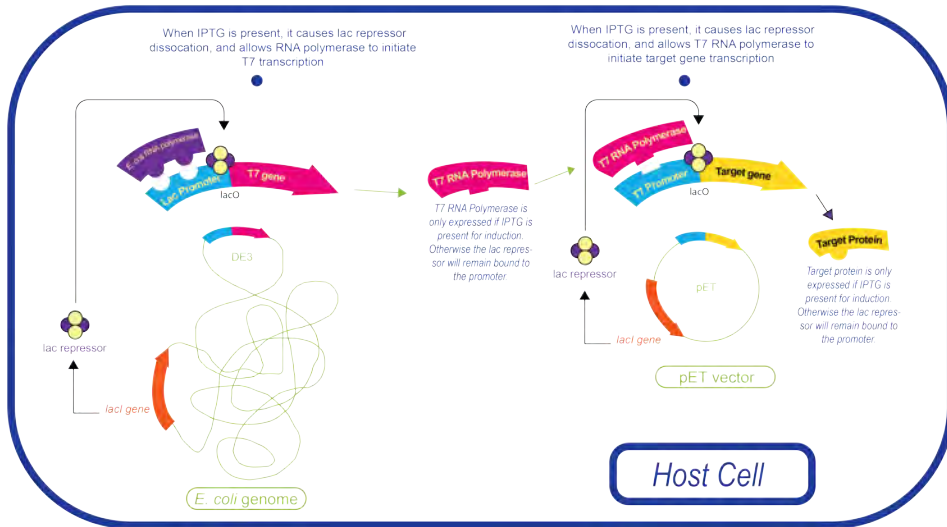 When IPTG is present, it causes lac repressor
dissocation, and allows RNA polymerase to initiate
T7 transcription
E. coli RNA polymerase
Lac Promoter
T7 gene
lacO
DE3
lac repressor
lacI gene
E. coli genome
T7 RNA Polymerase
T7 RNA Polymerase is
only expressed if IPTG is
present for induction.
Otherwise the lac repres-
sor will remain bound to
the promoter.
When IPTG is present, it causes lac repressor
dissocation, and allows T7 RNA polymerase to
initiate target gene transcription
T7 RNA Polymerase
T7 Promoter
Target gene
lacO
lac repressor
pET
lacI gene
pET vector
Target Protein
Target protein is only
expressed if IPTG is
present for induction.
Otherwise the lac repres-
sor will remain bound to
the promoter.
Host Cell